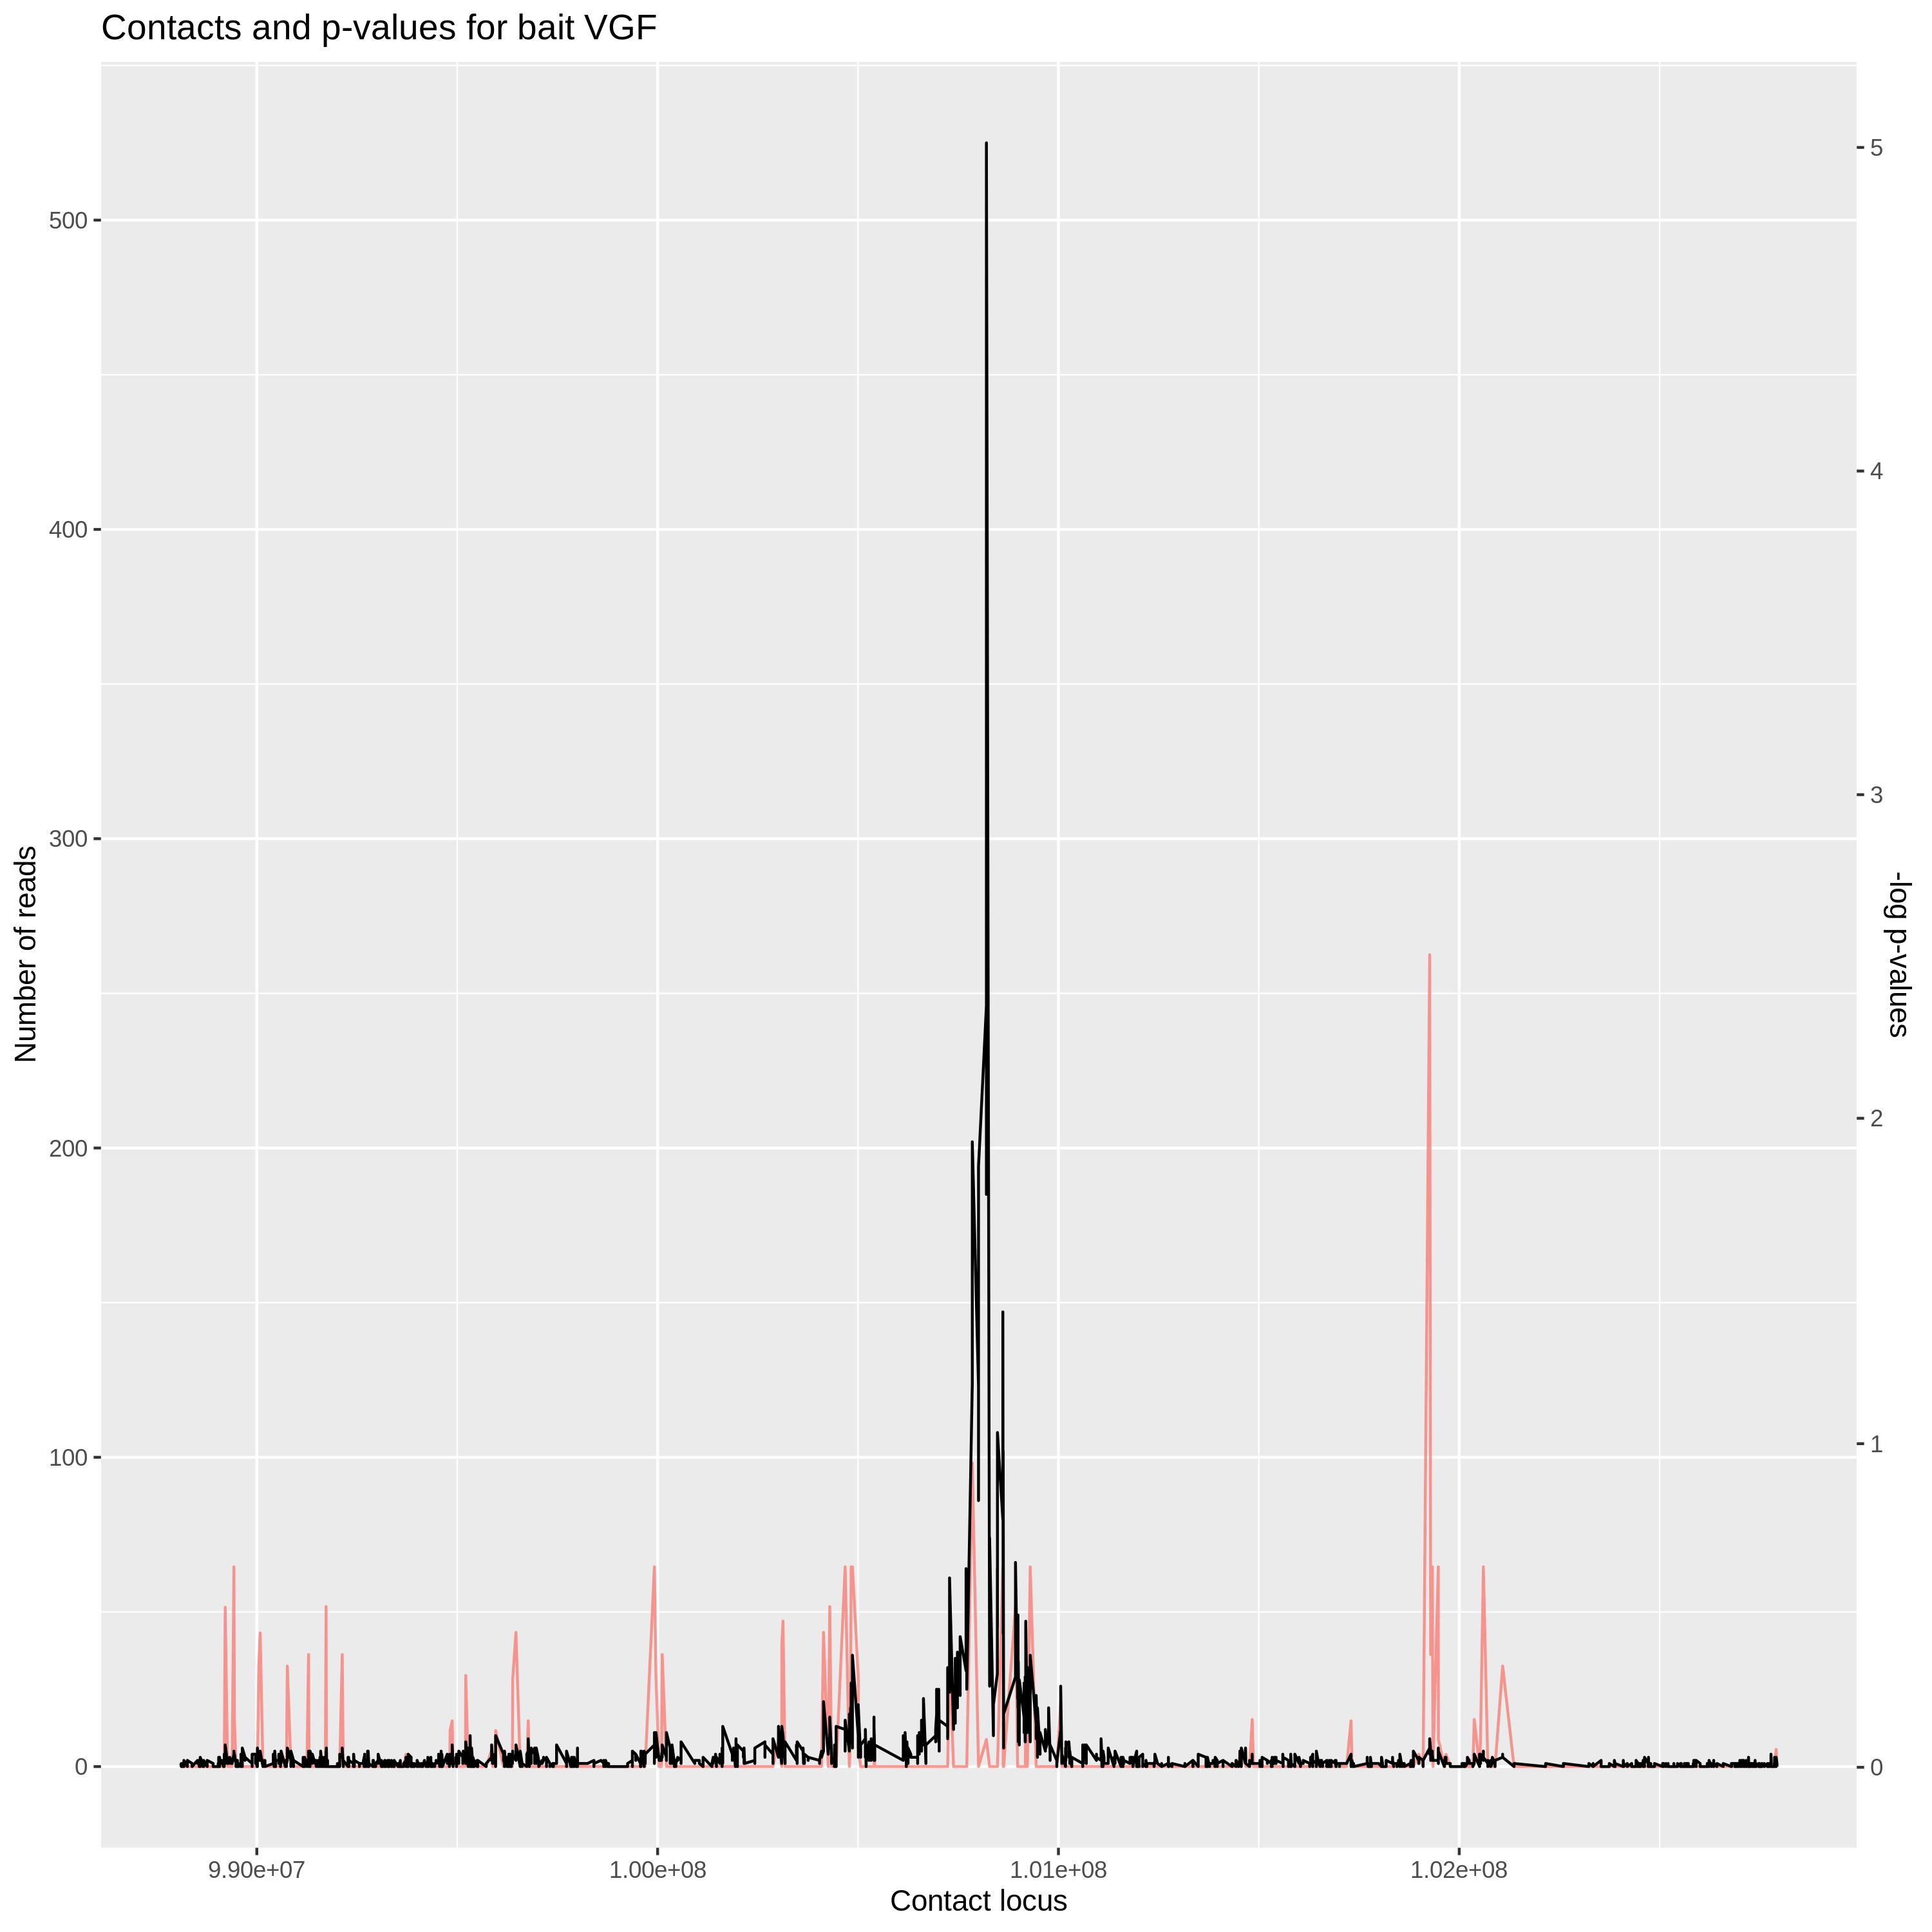 Contacts and p-values for bait VGF
Number of reads
500
400
300
200
100
0
5
4
3
2
1
0
-log p-values
9.90e+07
1.00e+08
1.01e+08
1.02e+08
Contact locus